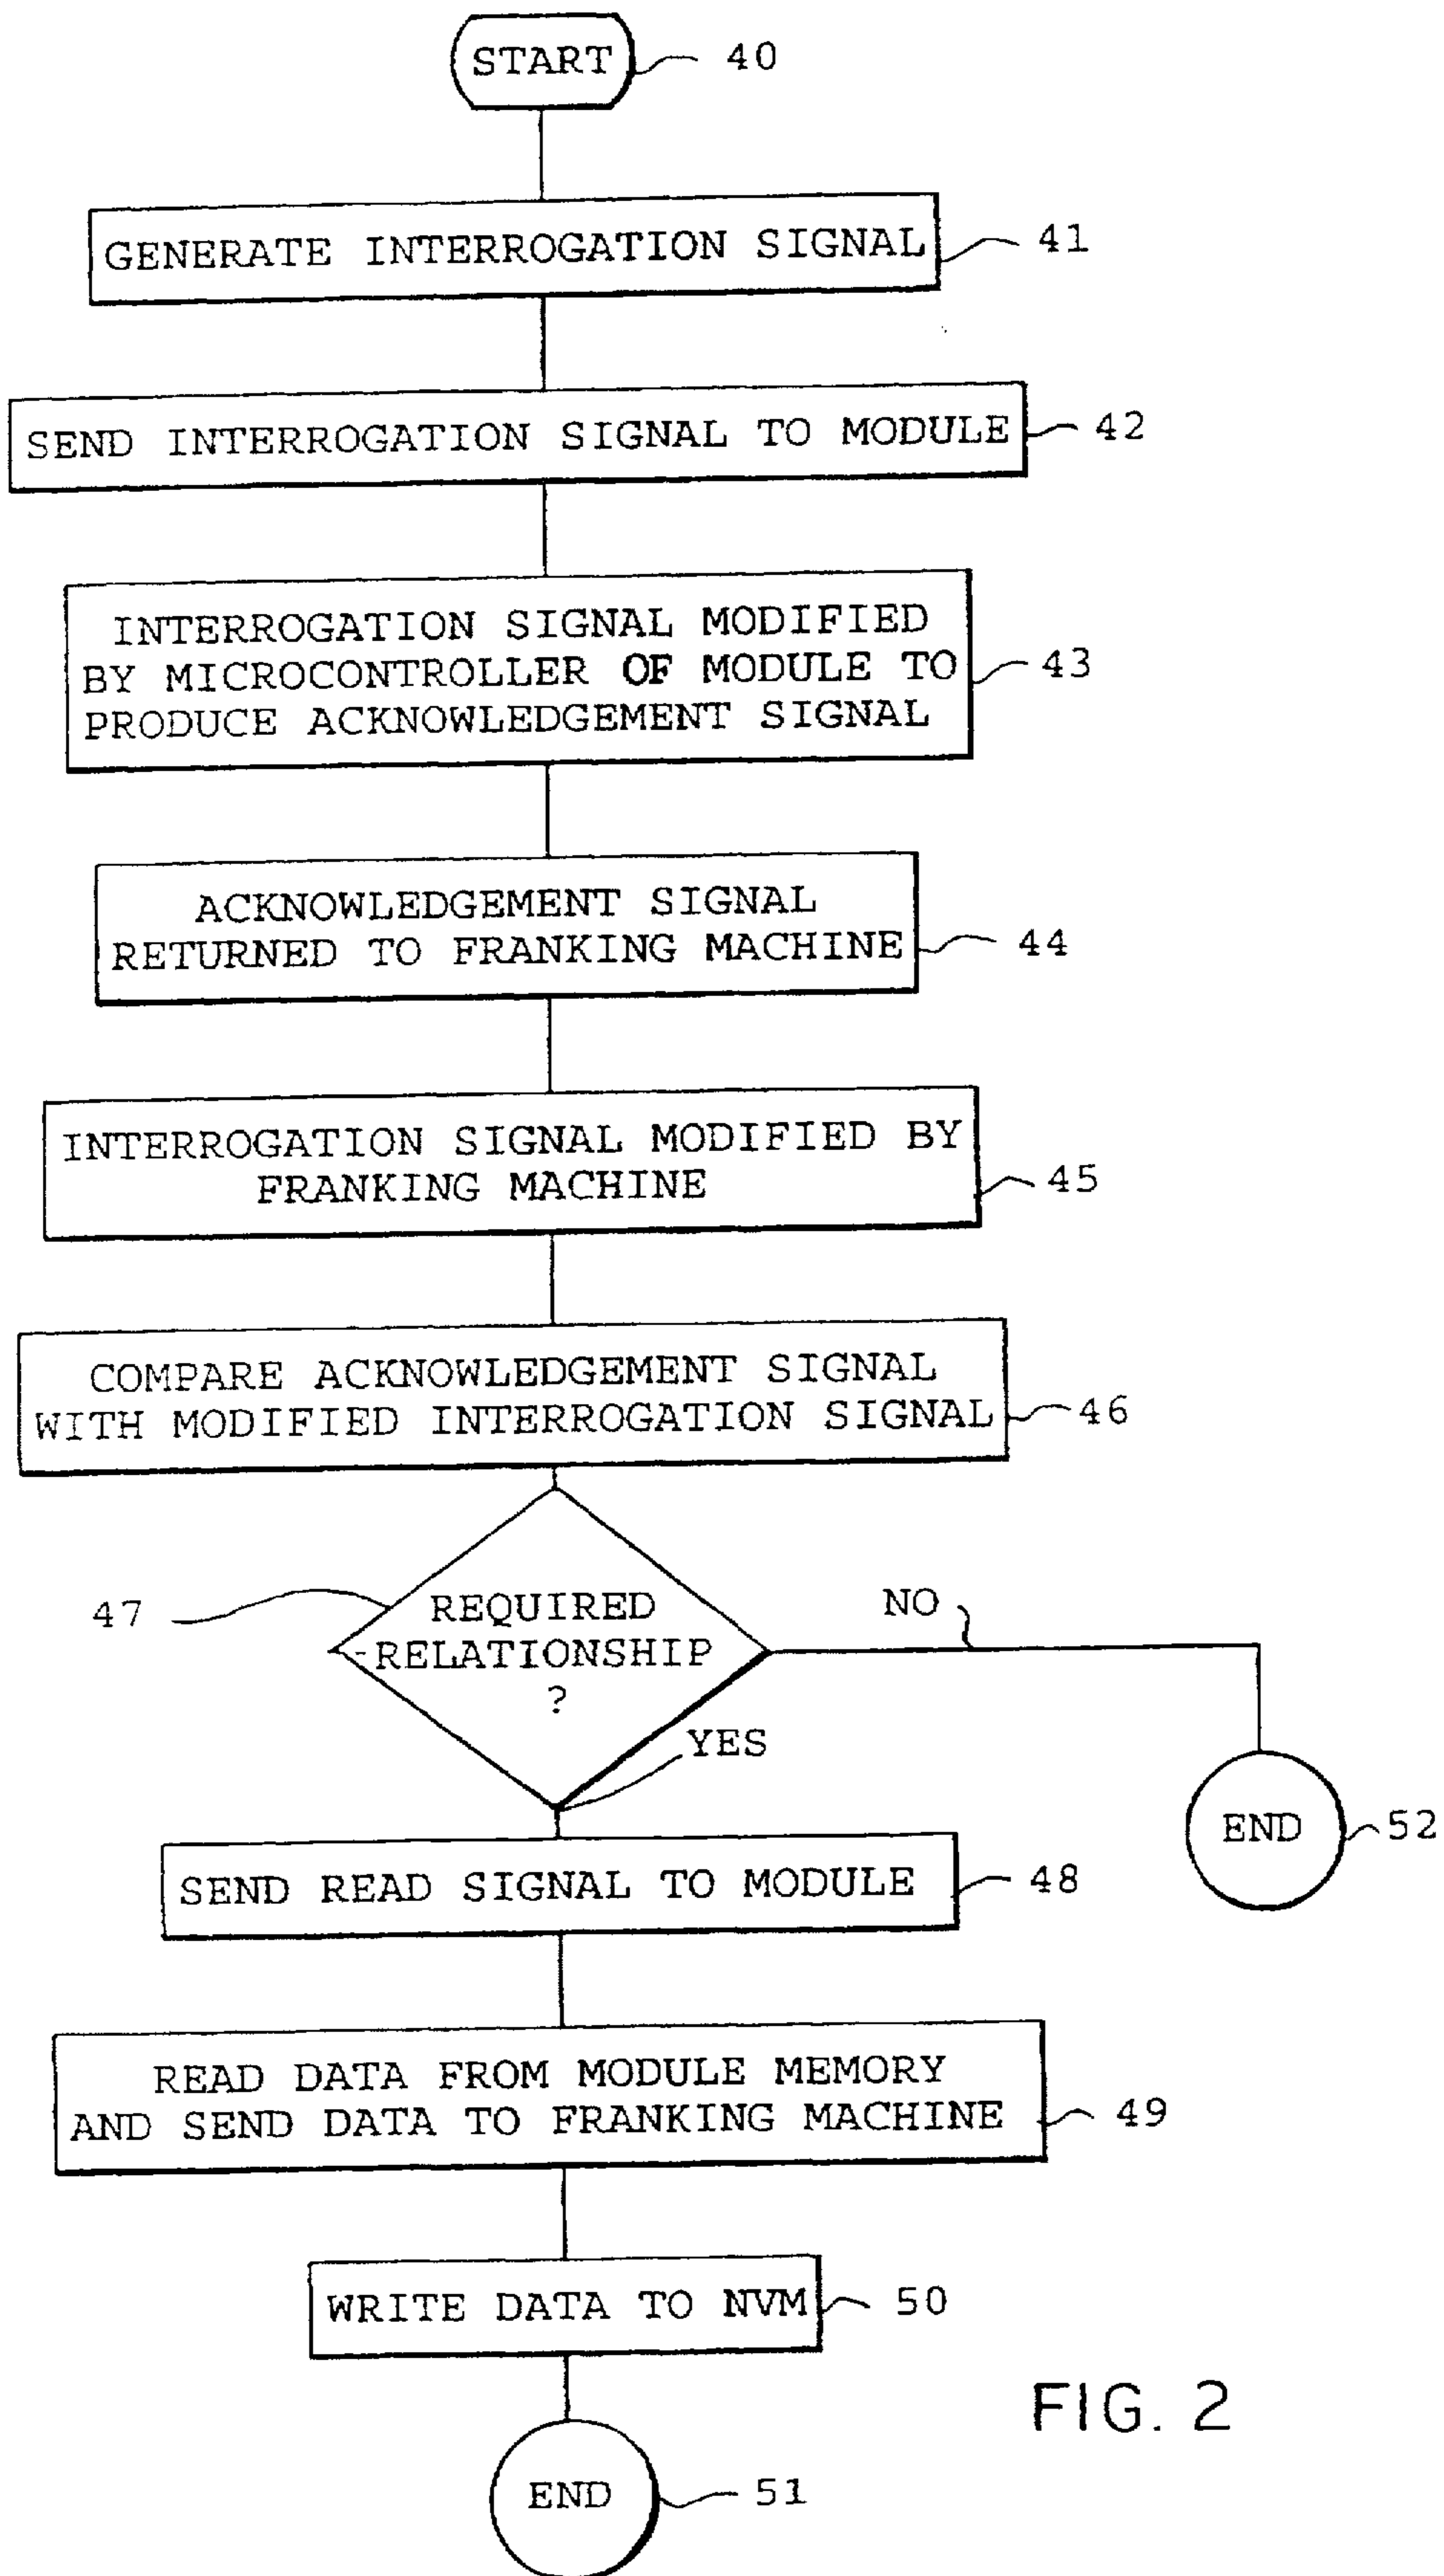 START 40
GENERATE INTERROGATION SIGNAL 41
SEND INTERROGATION SIGNAL TO MODULE 42
INTERROGATION SIGNAL MODIFIED
BY MICROCONTROLLER OF MODULE TO 43
PRODUCE ACKNOWLEDGEMENT SIGNAL
ACKNOWLEDGEMENT SIGNAL
RETURNED TO FRANKING MACHINE 44
INTERROGATION SIGNAL MODIFIED BY
FRANKING MACHINE 45
COMPARE ACKNOWLEDGEMENT SIGNAL
WITH MODIFIED INTERROGATION SIGNAL 46
47 REQUIRED NO
RELATIONSHIP
?
YES
END 52
SEND READ SIGNAL TO MODULE 48
READ DATA FROM MODULE MEMORY
AND SEND DATA TO FRANKING MACHINE 49
WRITE DATA TO NVM 50
FIG. 2
END 51